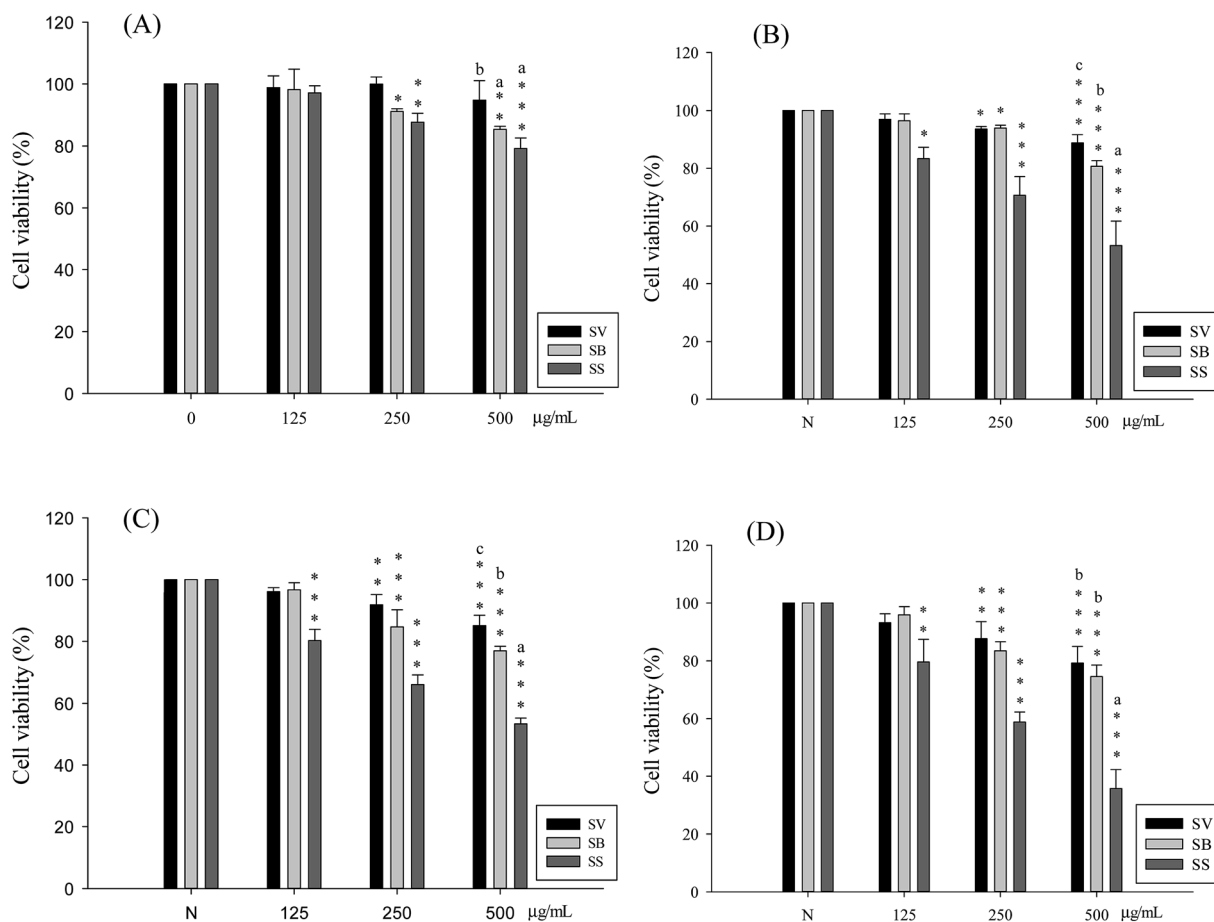 (A)
Cell viability (%)
120
100
80
60
40
20
0
b
a
a
*
* *
* *
* * *
SV
SB
SS
0 125 250 500 μg/mL
(B)
Cell viability (%)
120
100
80
60
40
20
0
c
b
a
*
* *
* * *
* * *
* * *
* * *
SV
SB
SS
N 125 250 500 μg/mL
(C)
Cell viability (%)
120
100
80
60
40
20
0
c
b
a
* * *
* *
* * *
* * *
* * *
* * *
* * *
SV
SB
SS
N 125 250 500 μg/mL
(D)
Cell viability (%)
120
100
80
60
40
20
0
b
b
a
* *
* *
* * *
* * *
* * *
* * *
* * *
SV
SB
SS
N 125 250 500 μg/mL